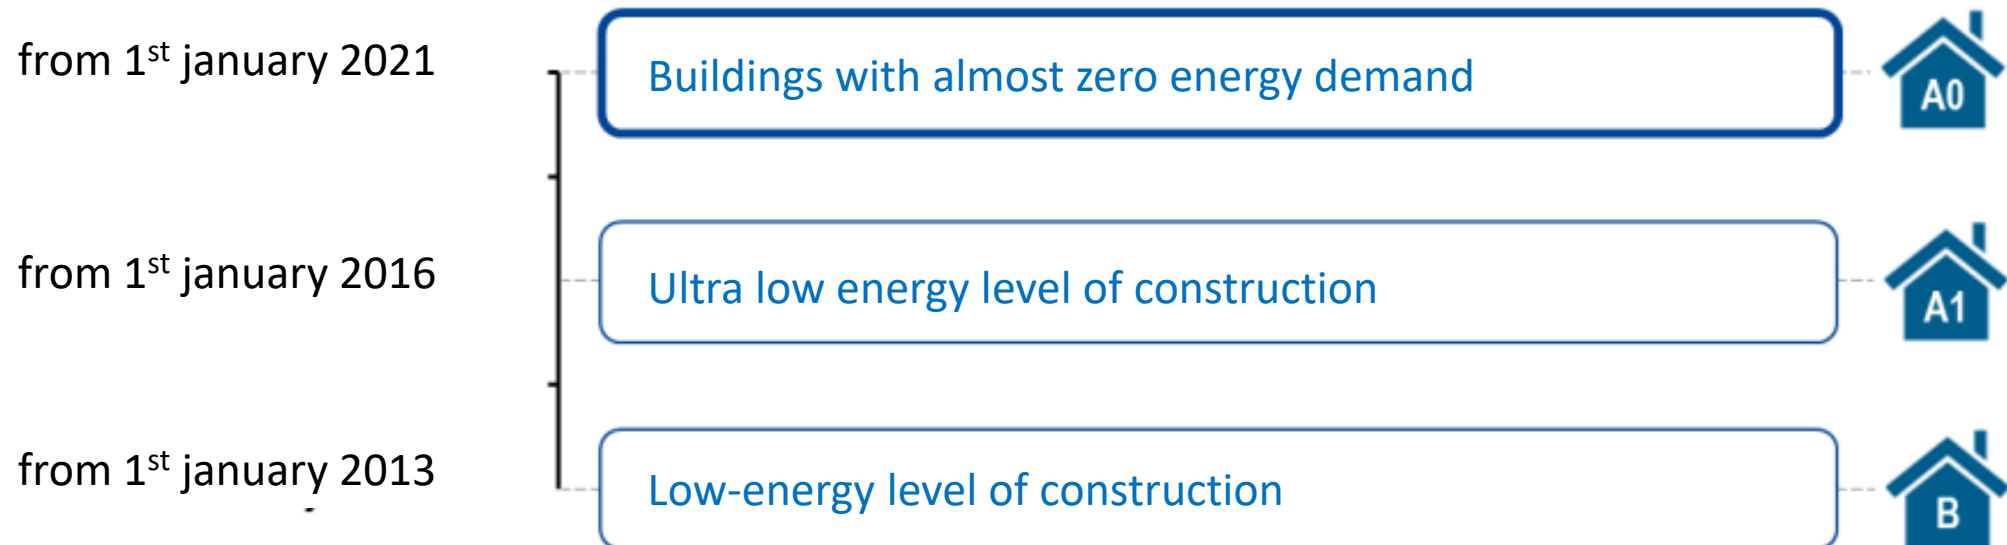 from 1st january 2021
Buildings with almost zero energy demand
A0
from 1st january 2016
Ultra low energy level of construction
A1
from 1st january 2013
Low-energy level of construction
B